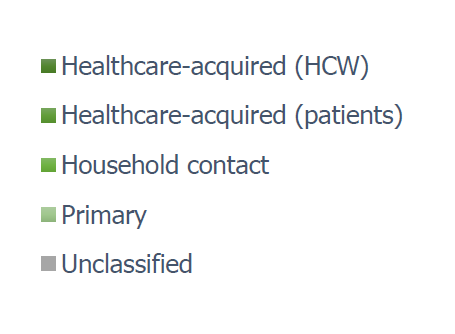 Healthcare-acquired (HCW)
Healthcare-acquired (patients)
Household contact
Primary
Unclassified